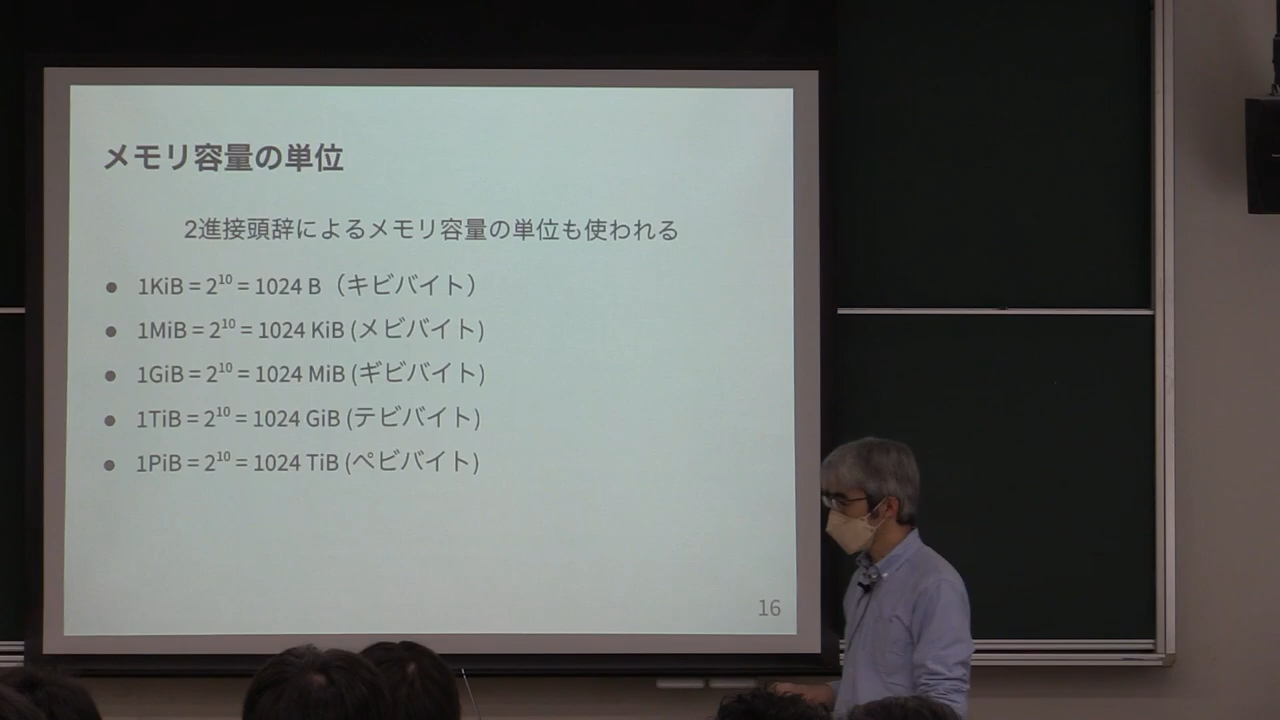 メモリ容量の単位
2進接頭辞によるメモリ容量の単位も使われる
● 1KiB = 2¹⁰ = 1024 B（キビバイト）
● 1MiB = 2¹⁰ = 1024 KiB (メビバイト)
● 1GiB = 2¹⁰ = 1024 MiB (ギビバイト)
● 1TiB = 2¹⁰ = 1024 GiB (テビバイト)
● 1PiB = 2¹⁰ = 1024 TiB (ペビバイト)
16